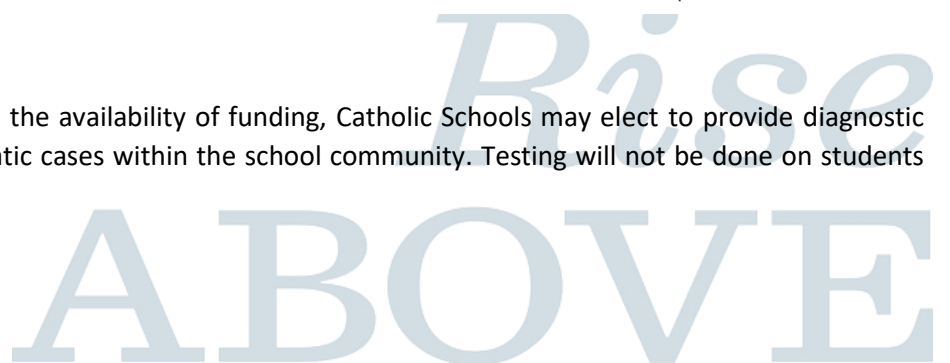 Rise
the availability of funding, Catholic Schools may elect to provide diagnostic
cases within the school community. Testing will not be done on students
ABOVE